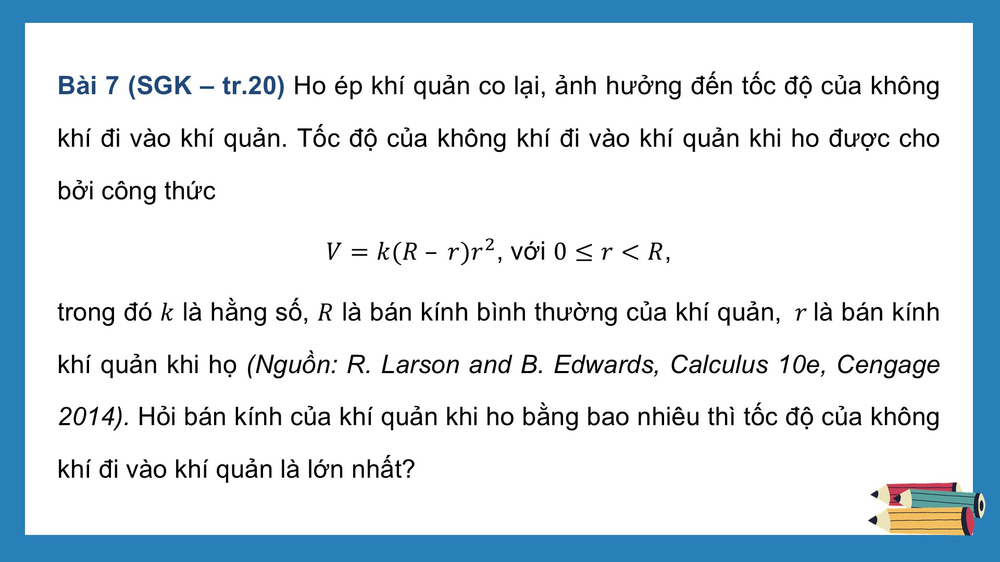 Bài 7 (SGK – tr.20) Ho ép khí quản co lại, ảnh hưởng đến tốc độ của không
khí đi vào khí quản. Tốc độ của không khí đi vào khí quản khi ho được cho
bởi công thức
𝑉 = 𝑘(𝑅 – 𝑟)𝑟², với 0 ≤ 𝑟 < 𝑅,
trong đó 𝑘 là hằng số, 𝑅 là bán kính bình thường của khí quản, 𝑟 là bán kính
khí quản khi họ (Nguồn: R. Larson and B. Edwards, Calculus 10e, Cengage
2014). Hỏi bán kính của khí quản khi ho bằng bao nhiêu thì tốc độ của không
khí đi vào khí quản là lớn nhất?